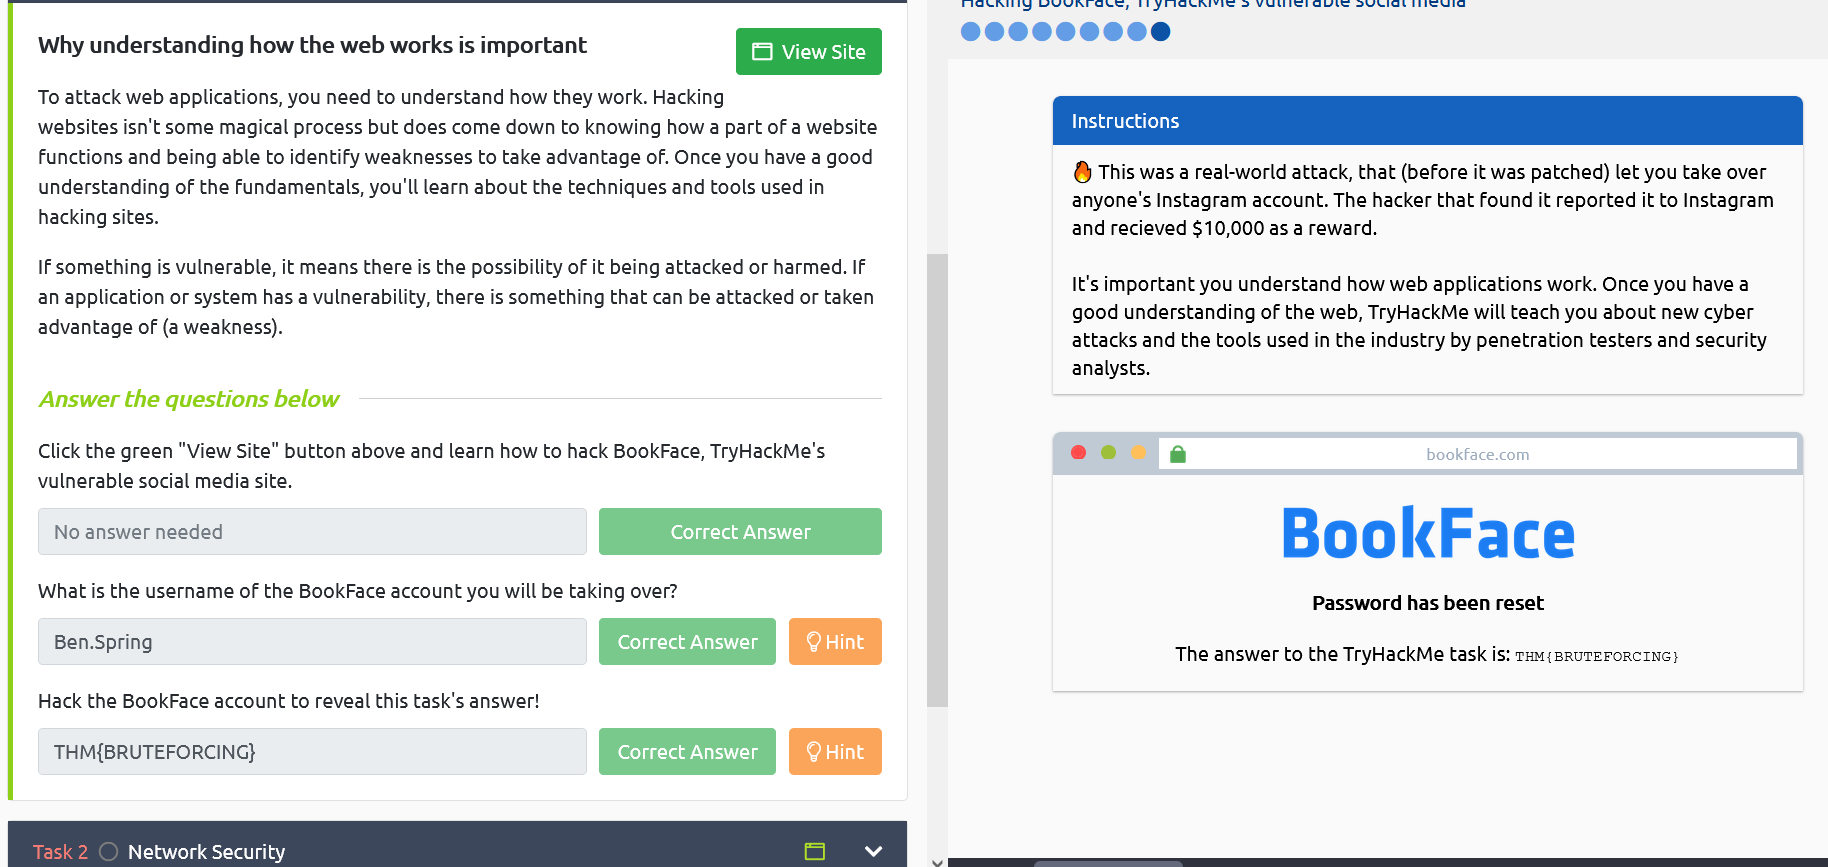 Why understanding how the web works is important
View Site
To attack web applications, you need to understand how they work. Hacking
websites isn't some magical process but does come down to knowing how a part of a website
functions and being able to identify weaknesses to take advantage of. Once you have a good
understanding of the fundamentals, you'll learn about the techniques and tools used in
hacking sites.
If something is vulnerable, it means there is the possibility of it being attacked or harmed. If
an application or system has a vulnerability, there is something that can be attacked or taken
advantage of (a weakness).
Answer the questions below
Click the green "View Site" button above and learn how to hack BookFace, TryHackMe's
vulnerable social media site.
No answer needed
Correct Answer
What is the username of the BookFace account you will be taking over?
Ben.Spring
Correct Answer
Hint
Hack the BookFace account to reveal this task's answer!
THM{BRUTEFORCING}
Correct Answer
Hint
Task 2 Network Security
Hacking BookFace, TryHackMe's vulnerable social media
Instructions
🔥 This was a real-world attack, that (before it was patched) let you take over
anyone's Instagram account. The hacker that found it reported it to Instagram
and recieved $10,000 as a reward.
It's important you understand how web applications work. Once you have a
good understanding of the web, TryHackMe will teach you about new cyber
attacks and the tools used in the industry by penetration testers and security
analysts.
bookface.com
BookFace
Password has been reset
The answer to the TryHackMe task is: THM{BRUTEFORCING}